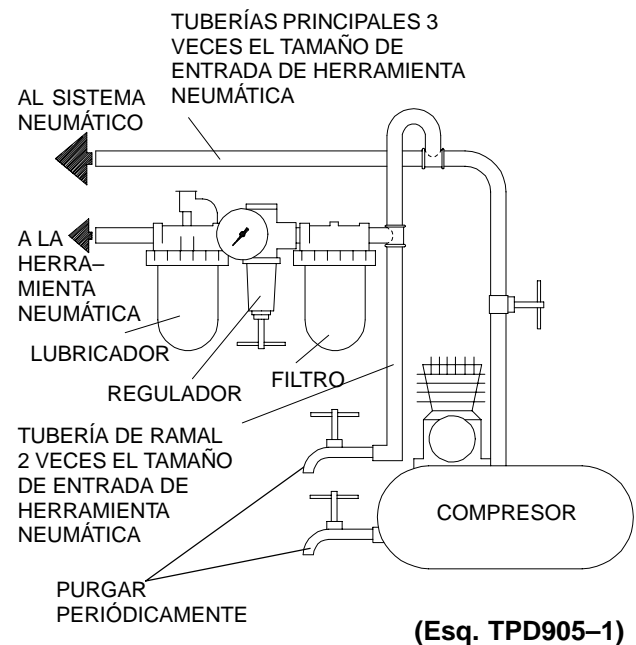 TUBERÍAS PRINCIPALES 3
VECES EL TAMAÑO DE
ENTRADA DE HERRAMIENTA
NEUMÁTICA
AL SISTEMA
NEUMÁTICO
A LA
HERRA–
MIENTA
NEUMÁTICA
LUBRICADOR
REGULADOR
FILTRO
TUBERÍA DE RAMAL
2 VECES EL TAMAÑO
DE ENTRADA DE
HERRAMIENTA
NEUMÁTICA
COMPRESOR
PURGAR
PERIÓDICAMENTE
(Esq. TPD905–1)